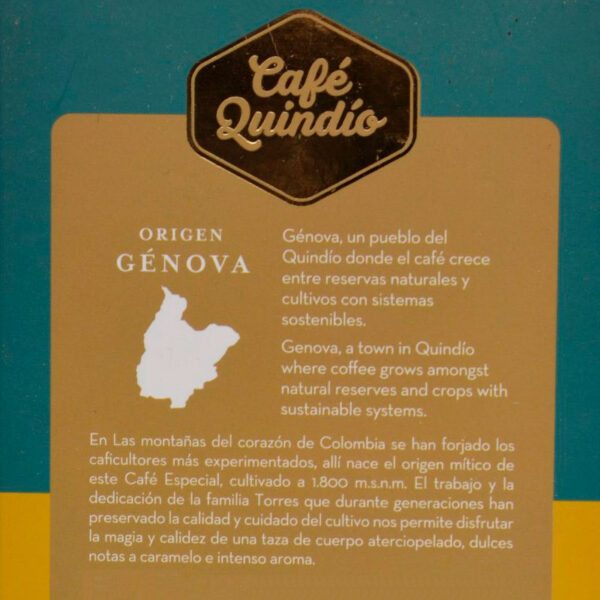 Café
Quindío
ORIGEN
GÉNOVA
Génova, un pueblo del
Quindío donde el café crece
entre reservas naturales y
cultivos con sistemas
sostenibles.
Genova, a town in Quindío
where coffee grows amongst
natural reserves and crops with
sustainable systems.
En Las montañas del corazón de Colombia se han forjado los
caficultores más experimentados, allí nace el origen mítico de
este Café Especial, cultivado a 1.800 m.s.n.m. El trabajo y la
dedicación de la familia Torres que durante generaciones han
preservado la calidad y cuidado del cultivo nos permite disfrutar
la magia y calidez de una taza de cuerpo aterciopelado, dulces
notas a caramelo e intenso aroma.